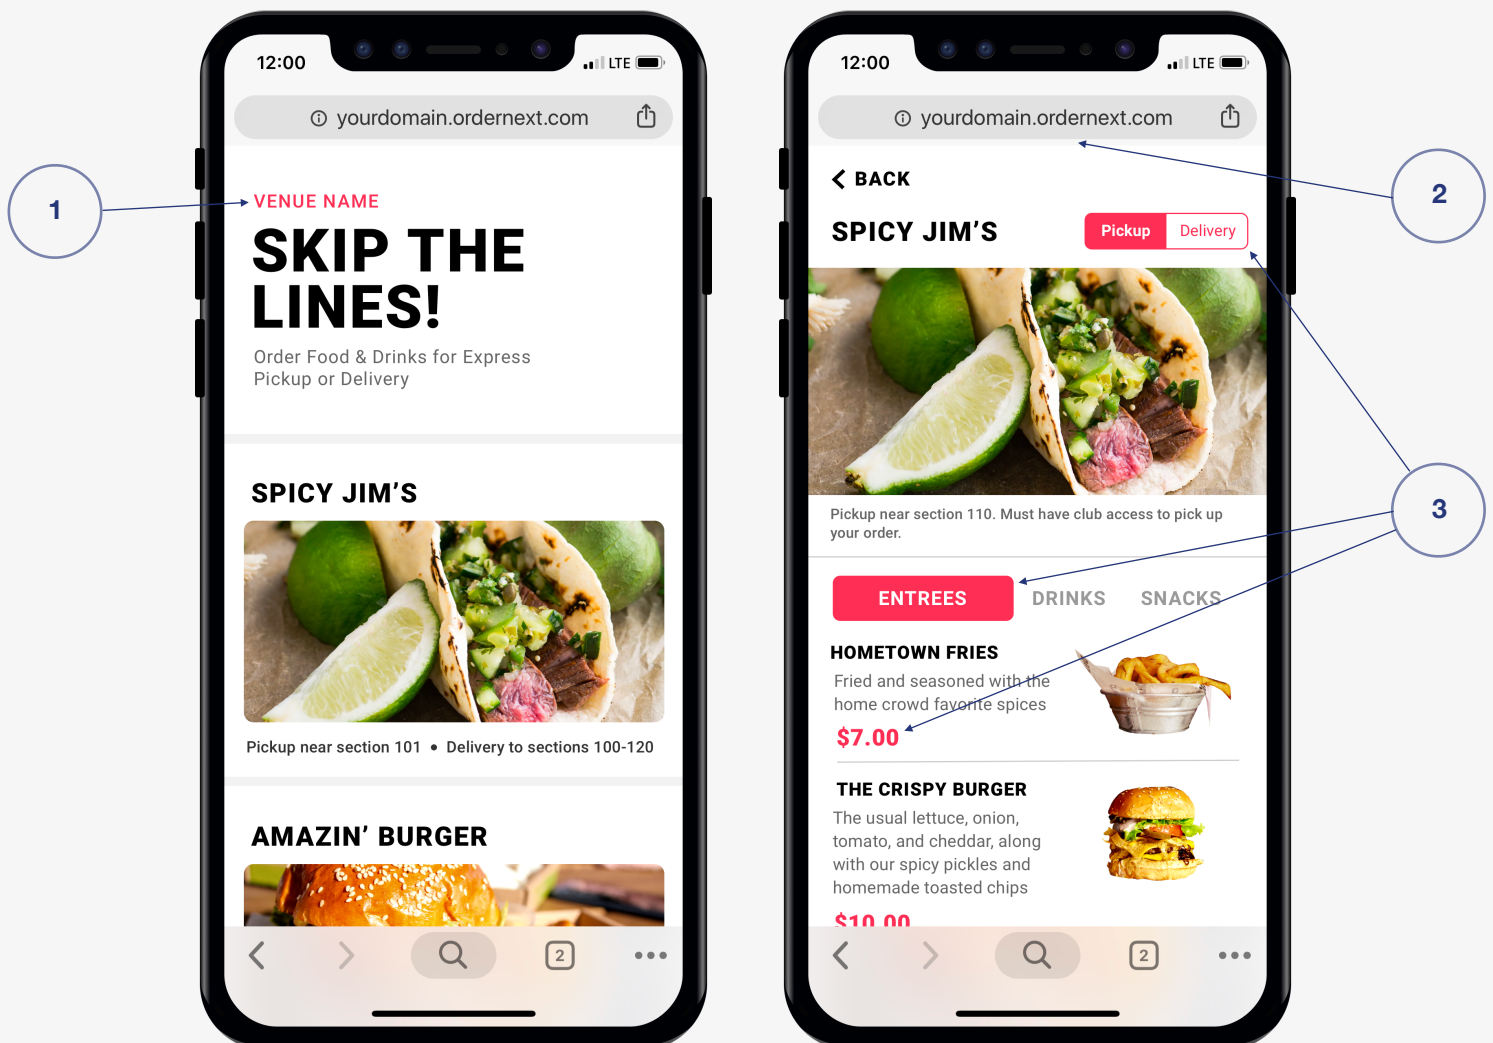 12:00
LTE
yourdomain.ordernext.com
VENUE NAME
SKIP THE
LINES!
Order Food & Drinks for Express
Pickup or Delivery
SPICY JIM’S
Pickup near section 101 • Delivery to sections 100-120
AMAZIN’ BURGER
2
1
12:00
LTE
yourdomain.ordernext.com
BACK
SPICY JIM’S
Pickup
Delivery
Pickup near section 110. Must have club access to pick up
your order.
ENTREES
DRINKS
SNACKS
HOMETOWN FRIES
Fried and seasoned with the
home crowd favorite spices
$7.00
THE CRISPY BURGER
The usual lettuce, onion,
tomato, and cheddar, along
with our spicy pickles and
homemade toasted chips
$10.00
2
2
3